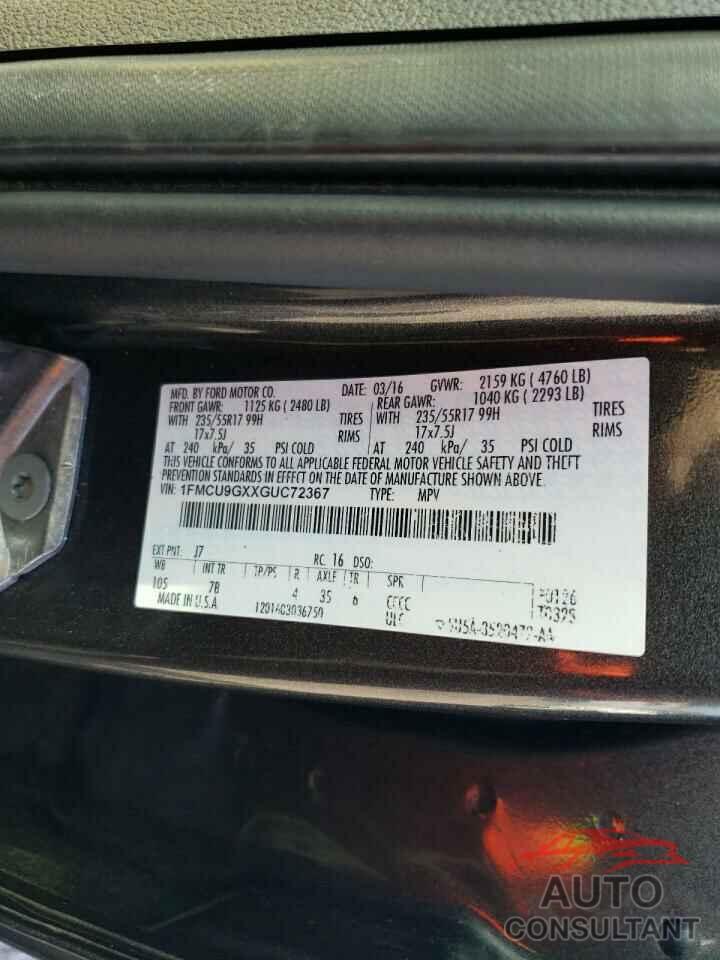 MFD. BY FORD MOTOR CO. DATE: 03/16 GVWR: 2159 KG ( 4760 LB)
FRONT GAWR: 1125 KG ( 2480 LB) REAR GAWR: 1040 KG ( 2293 LB)
WITH 235/55R17 99H TIRES WITH 235/55R17 99H TIRES
17x7.5J RIMS 17x7.5J RIMS
AT 240 kPa/ 35 PSI COLD AT 240 kPa/ 35 PSI COLD
THIS VEHICLE CONFORMS TO ALL APPLICABLE FEDERAL MOTOR VEHICLE SAFETY AND THEFT
PREVENTION STANDARDS IN EFFECT ON THE DATE OF MANUFACTURE SHOWN ABOVE.
VIN: 1FMCU9GXXGUC72367 TYPE: MPV
EXT PNT: J7 RC: 16 DSO:
WB INT TR TP/PS R AXLE TR SPR
105 7B 4 35 6 CFCC
MADE IN U.S.A. ULC
AUTO
CONSULTANT